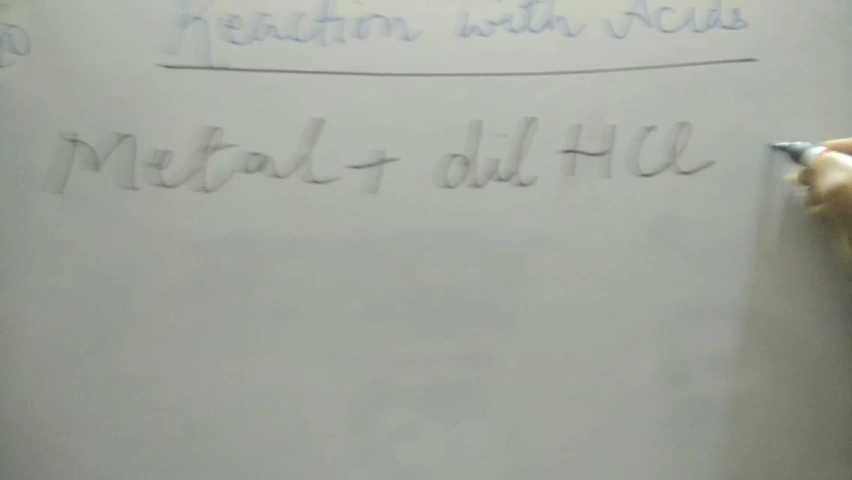 Reaction with Acids
Metal + dil HCl